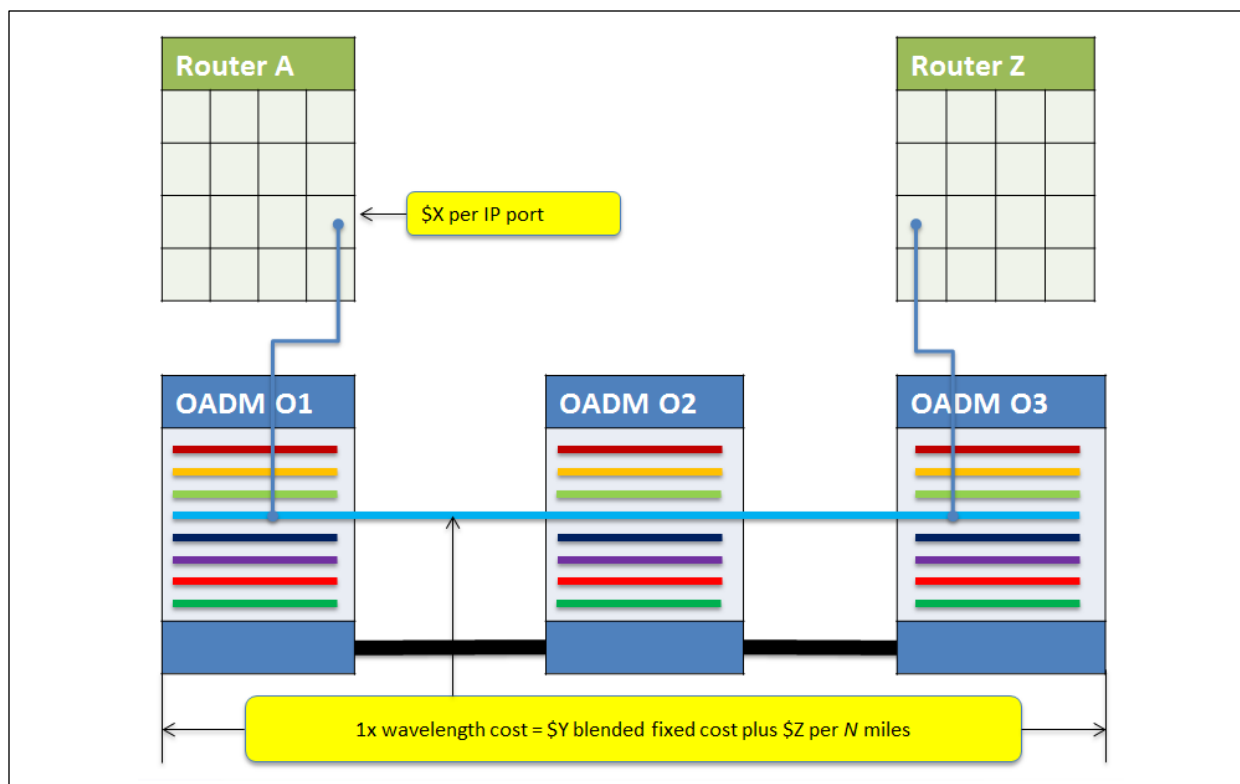 Router A
Router Z
$X per IP port
OADM O1
OADM O2
OADM O3
1x wavelength cost = $Y blended fixed cost plus $Z per N miles